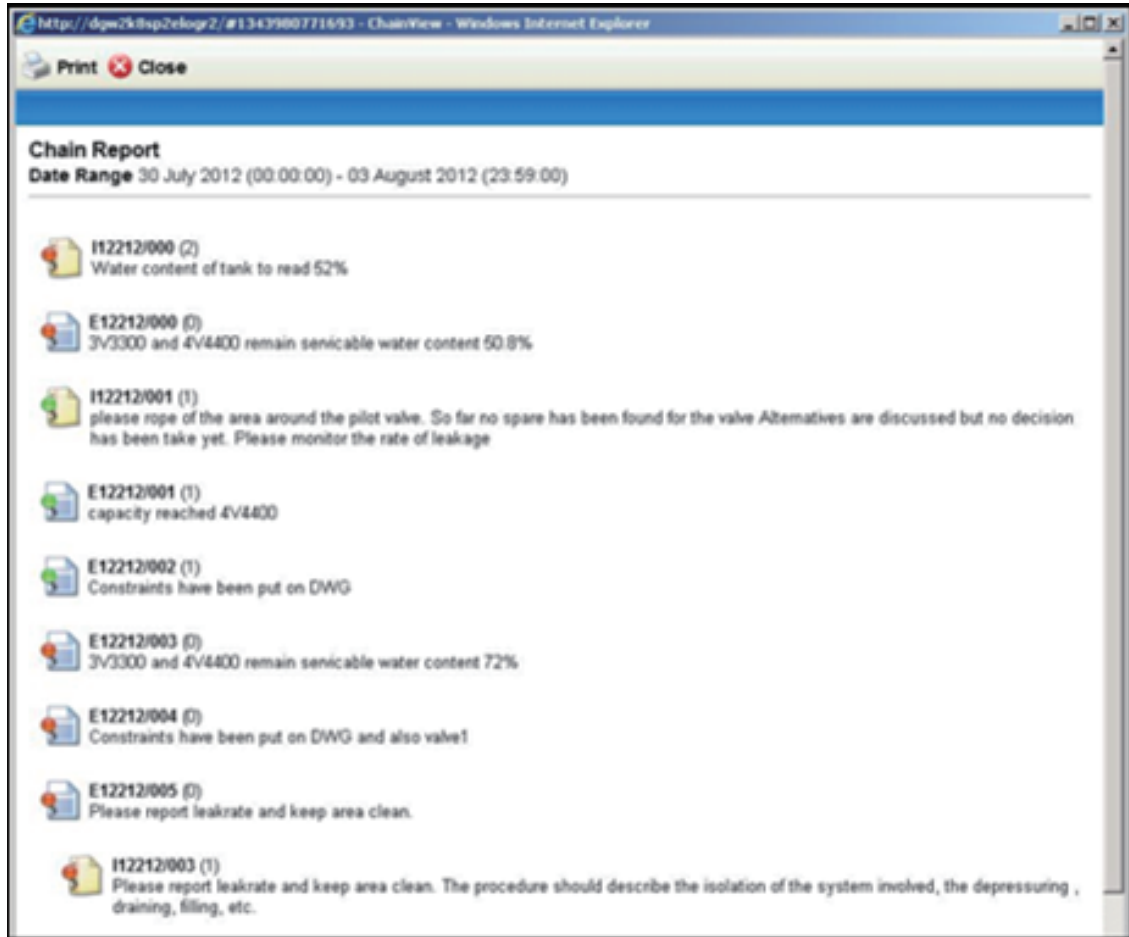 http://dgw2k8sp2elogr2/#1343980771693 - ChainView - Windows Internet Explorer
Print Close
Chain Report
Date Range 30 July 2012 (00:00:00) - 03 August 2012 (23:59:00)
I12212/000 (2)
Water content of tank to read 52%
E12212/000 (0)
3V3300 and 4V4400 remain servicable water content 50.8%
I12212/001 (1)
please rope of the area around the pilot valve. So far no spare has been found for the valve Alternatives are discussed but no decision
has been take yet. Please monitor the rate of leakage
E12212/001 (1)
capacity reached 4V4400
E12212/002 (1)
Constraints have been put on DWG
E12212/003 (0)
3V3300 and 4V4400 remain servicable water content 72%
E12212/004 (0)
Constraints have been put on DWG and also valve1
E12212/005 (0)
Please report leakrate and keep area clean.
I12212/003 (1)
Please report leakrate and keep area clean. The procedure should describe the isolation of the system involved, the depressuring ,
draining, filling, etc.